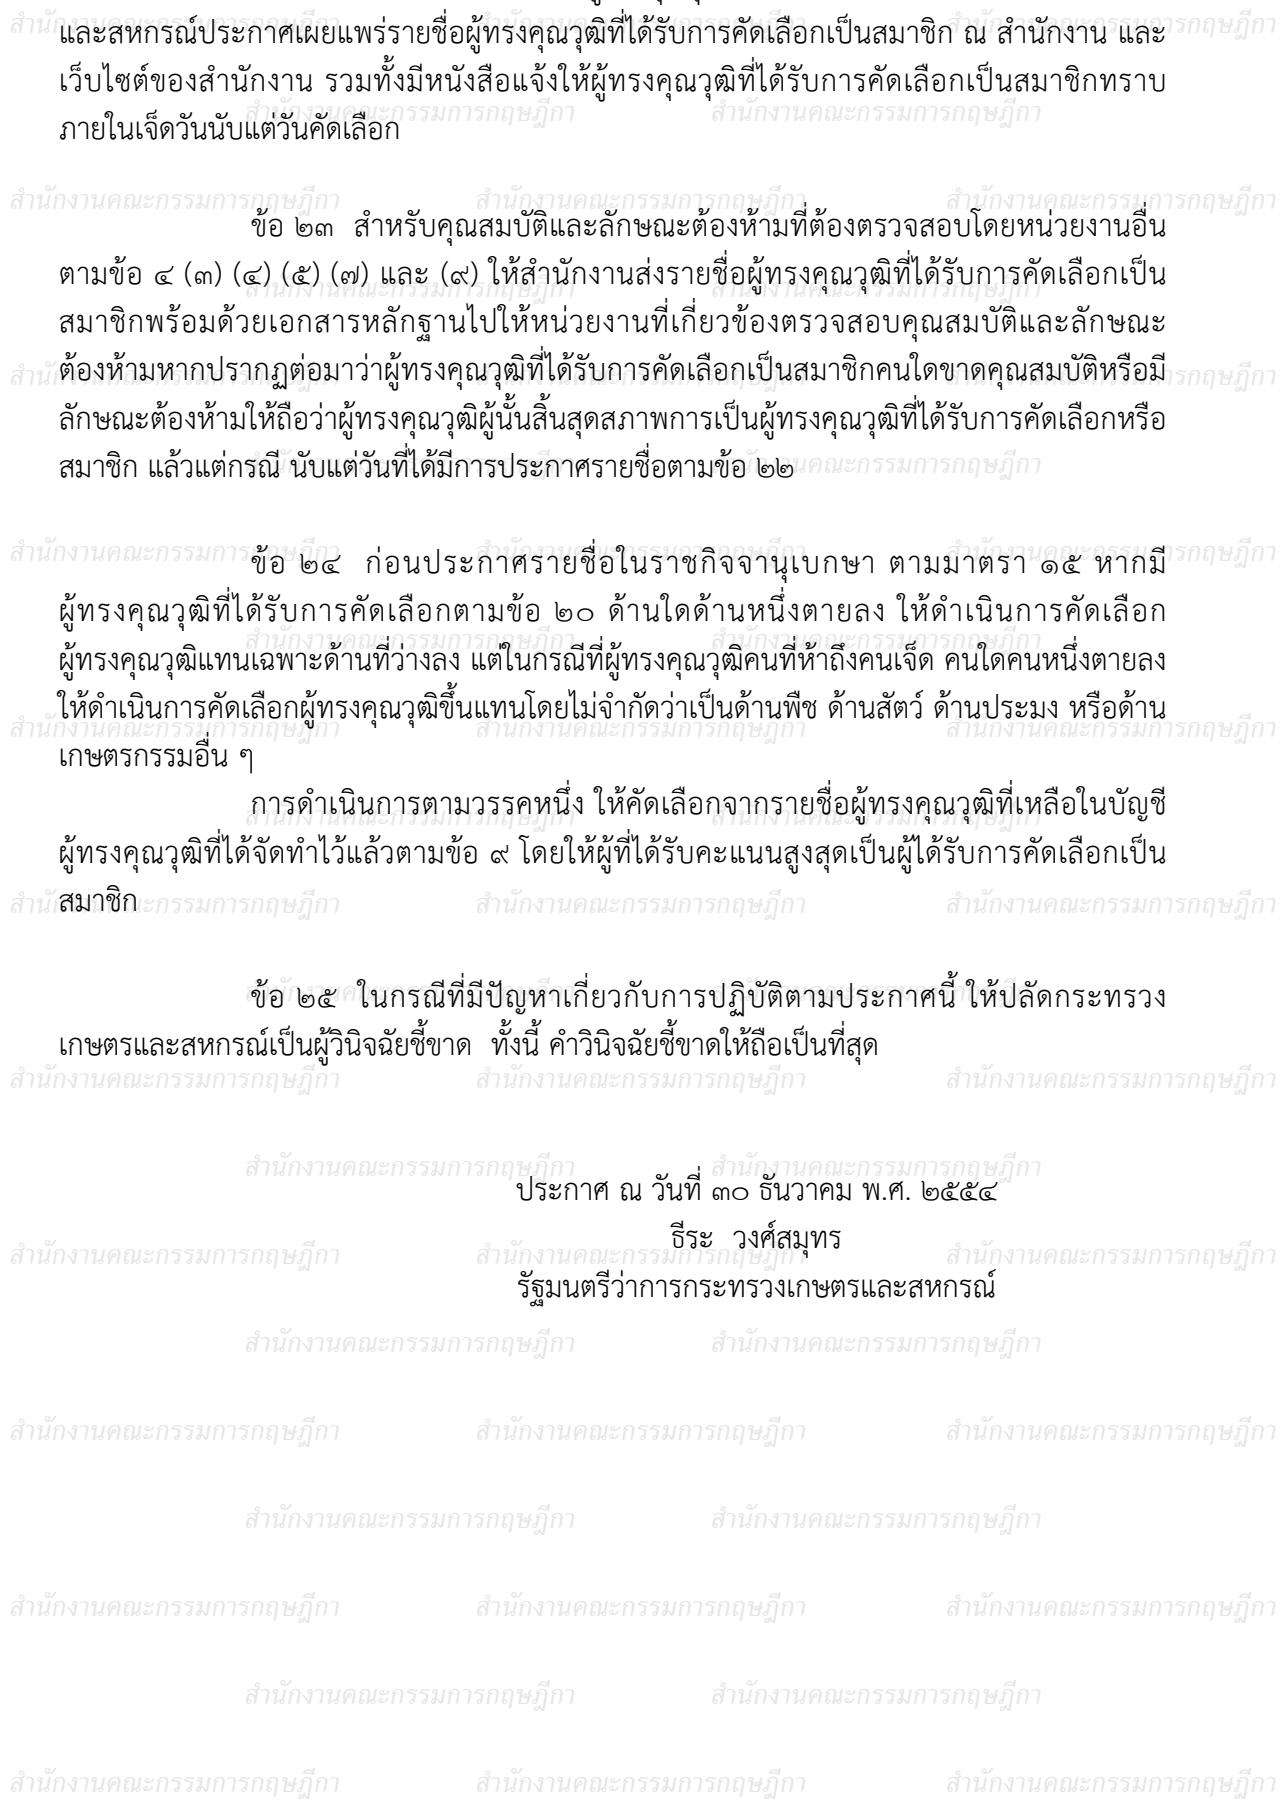 และสหกรณ์ประกาศเผยแพร่รายชื่อผู้ทรงคุณวุฒิที่ได้รับการคัดเลือกเป็นสมาชิก ณ สำนักงาน และ
เว็บไซต์ของสำนักงาน รวมทั้งมีหนังสือแจ้งให้ผู้ทรงคุณวุฒิที่ได้รับการคัดเลือกเป็นสมาชิกทราบ
ภายในเจ็ดวันนับแต่วันคัดเลือก
ข้อ ๒๓ สำหรับคุณสมบัติและลักษณะต้องห้ามที่ต้องตรวจสอบโดยหน่วยงานอื่น
ตามข้อ ๔ (๓) (๔) (๕) (๗) และ (๙) ให้สำนักงานส่งรายชื่อผู้ทรงคุณวุฒิที่ได้รับการคัดเลือกเป็น
สมาชิกพร้อมด้วยเอกสารหลักฐานไปให้หน่วยงานที่เกี่ยวข้องตรวจสอบคุณสมบัติและลักษณะ
ต้องห้ามหากปรากฏต่อมาว่าผู้ทรงคุณวุฒิที่ได้รับการคัดเลือกเป็นสมาชิกคนใดขาดคุณสมบัติหรือมี
ลักษณะต้องห้ามให้ถือว่าผู้ทรงคุณวุฒิผู้นั้นสิ้นสุดสภาพการเป็นผู้ทรงคุณวุฒิที่ได้รับการคัดเลือกหรือ
สมาชิก แล้วแต่กรณี นับแต่วันที่ได้มีการประกาศรายชื่อตามข้อ ๒๒
ข้อ ๒๔ ก่อนประกาศรายชื่อในราชกิจจานุเบกษา ตามมาตรา ๑๕ หากมี
ผู้ทรงคุณวุฒิที่ได้รับการคัดเลือกตามข้อ ๒๐ ด้านใดด้านหนึ่งตายลง ให้ดำเนินการคัดเลือก
ผู้ทรงคุณวุฒิแทนเฉพาะด้านที่ว่างลง แต่ในกรณีที่ผู้ทรงคุณวุฒิคนที่ห้าถึงคนเจ็ด คนใดคนหนึ่งตายลง
ให้ดำเนินการคัดเลือกผู้ทรงคุณวุฒิขึ้นแทนโดยไม่จำกัดว่าเป็นด้านพืช ด้านสัตว์ ด้านประมง หรือด้าน
เกษตรกรรมอื่น ๆ
การดำเนินการตามวรรคหนึ่ง ให้คัดเลือกจากรายชื่อผู้ทรงคุณวุฒิที่เหลือในบัญชี
ผู้ทรงคุณวุฒิที่ได้จัดทำไว้แล้วตามข้อ ๙ โดยให้ผู้ที่ได้รับคะแนนสูงสุดเป็นผู้ได้รับการคัดเลือกเป็น
สมาชิก
ข้อ ๒๕ ในกรณีที่มีปัญหาเกี่ยวกับการปฏิบัติตามประกาศนี้ ให้ปลัดกระทรวง
เกษตรและสหกรณ์เป็นผู้วินิจฉัยชี้ขาด ทั้งนี้ คำวินิจฉัยชี้ขาดให้ถือเป็นที่สุด
ประกาศ ณ วันที่ ๓๐ ธันวาคม พ.ศ. ๒๕๕๔
ธีระ วงศ์สมุทร
รัฐมนตรีว่าการกระทรวงเกษตรและสหกรณ์